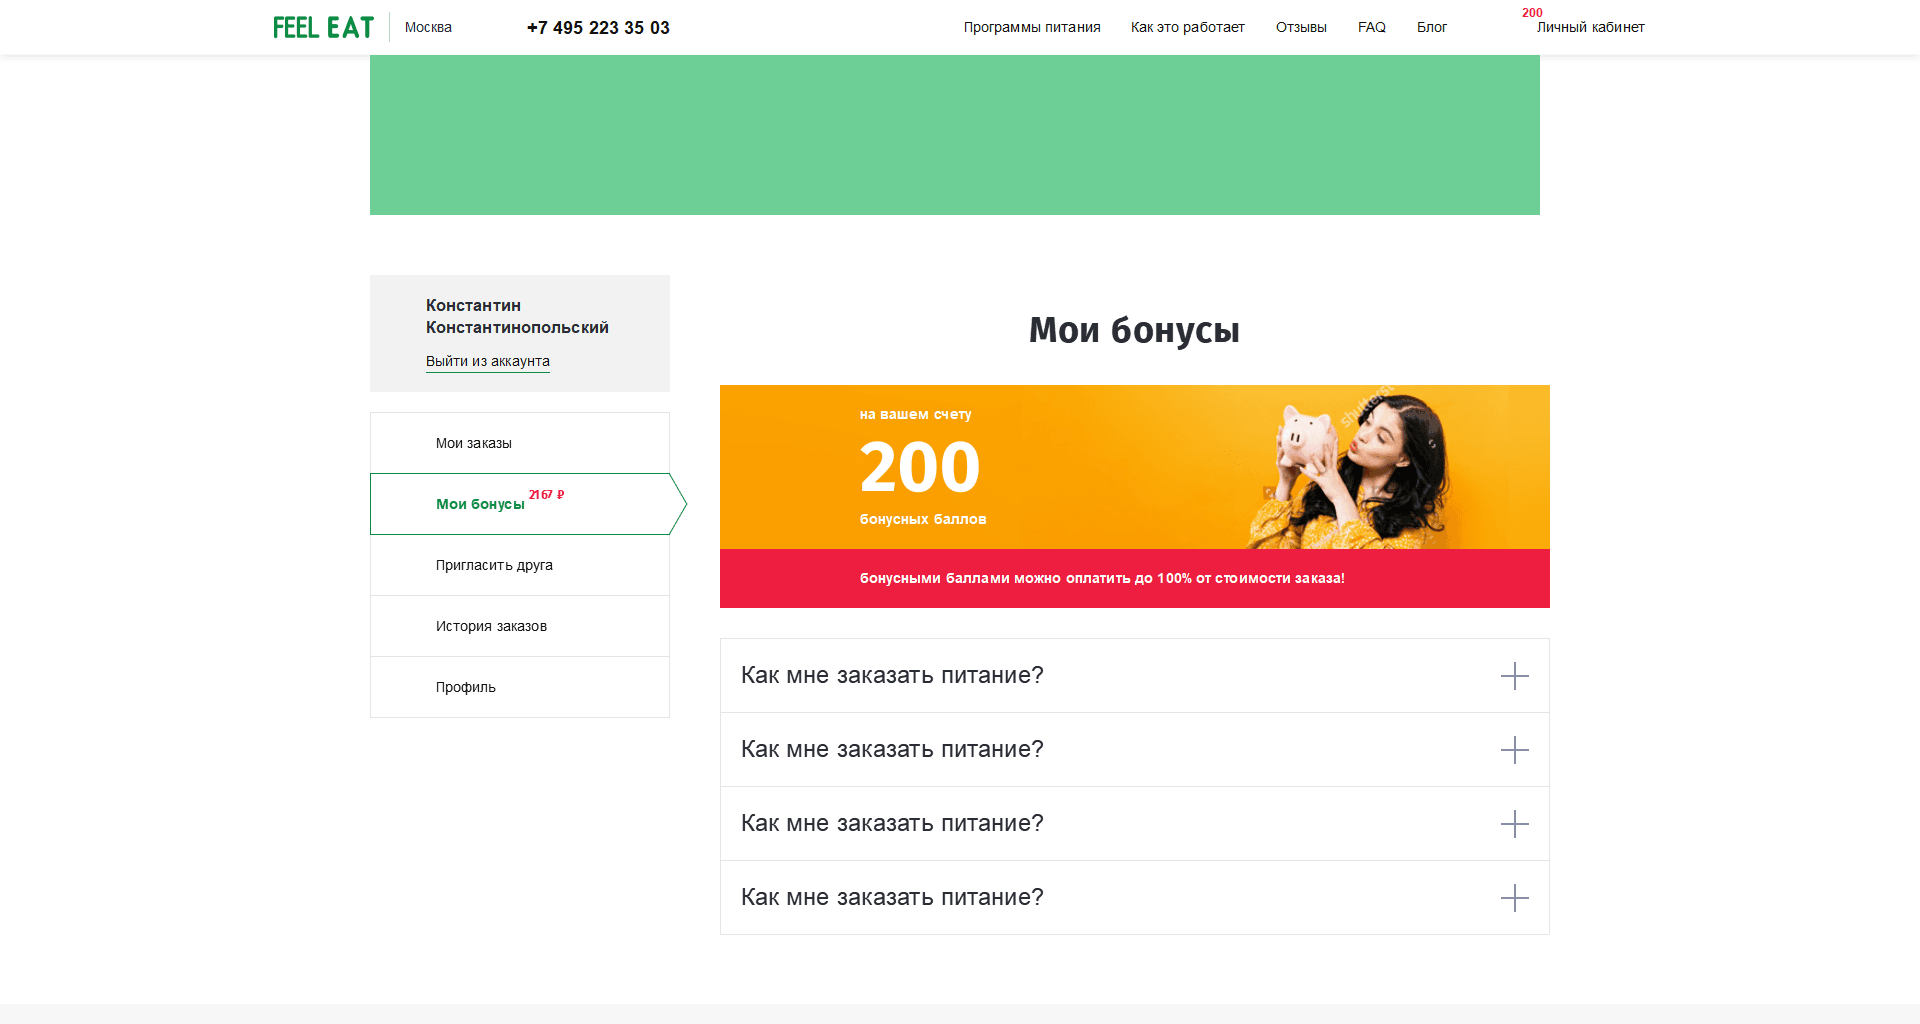 FEEL EAT
Москва
+7 495 223 35 03
Программы питания
Как это работает
Отзывы
FAQ
Блог
200
Личный кабинет
Константин
Константинопольский
Выйти из аккаунта
Мои заказы
Мои бонусы 2167 ₽
Пригласить друга
История заказов
Профиль
Мои бонусы
на вашем счету
200
бонусных баллов
бонусными баллами можно оплатить до 100% от стоимости заказа!
Как мне заказать питание?
Как мне заказать питание?
Как мне заказать питание?
Как мне заказать питание?